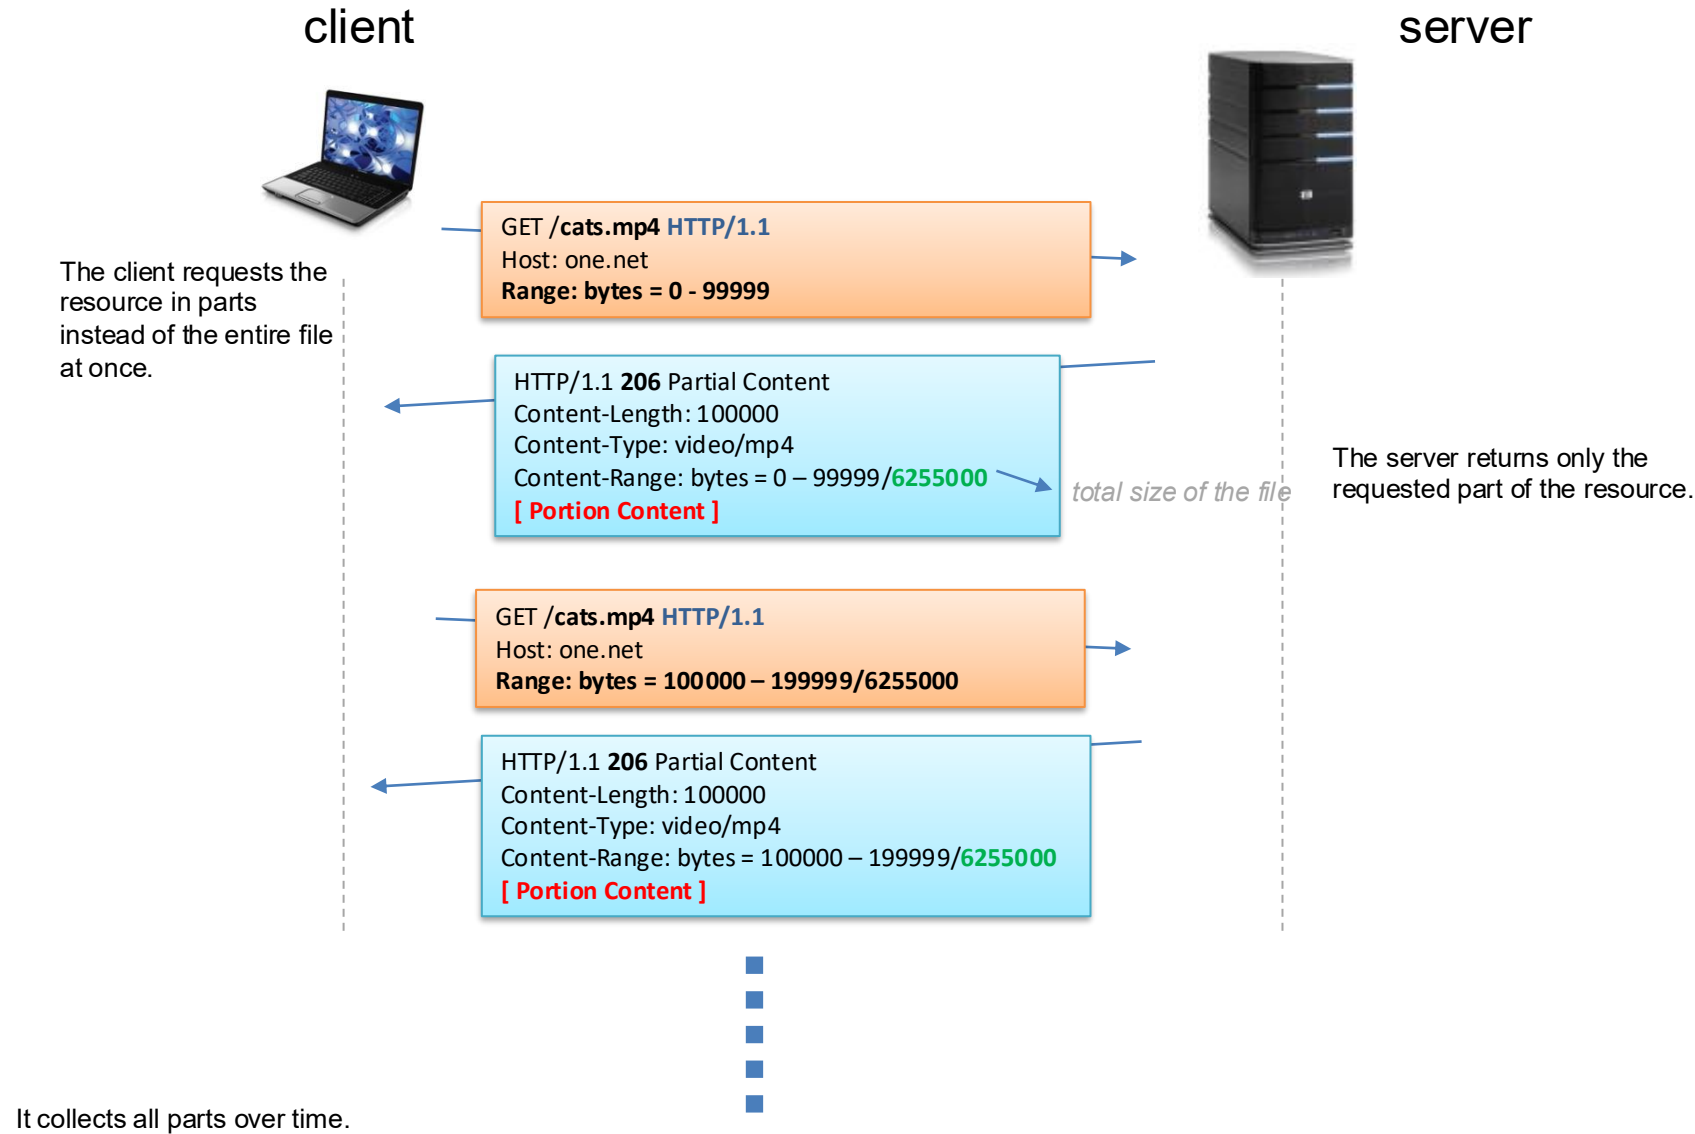 client
server
GET /cats.mp4 HTTP/1.1
Host: one.net
Range: bytes = 0 - 99999
The client requests the
resource in parts
instead of the entire file
at once.
HTTP/1.1 206 Partial Content
Content-Length: 100000
Content-Type: video/mp4
Content-Range: bytes = 0 – 99999/6255000
[ Portion Content ]
total size of the file
The server returns only the
requested part of the resource.
GET /cats.mp4 HTTP/1.1
Host: one.net
Range: bytes = 100000 – 199999/6255000
HTTP/1.1 206 Partial Content
Content-Length: 100000
Content-Type: video/mp4
Content-Range: bytes = 100000 – 199999/6255000
[ Portion Content ]
It collects all parts over time.